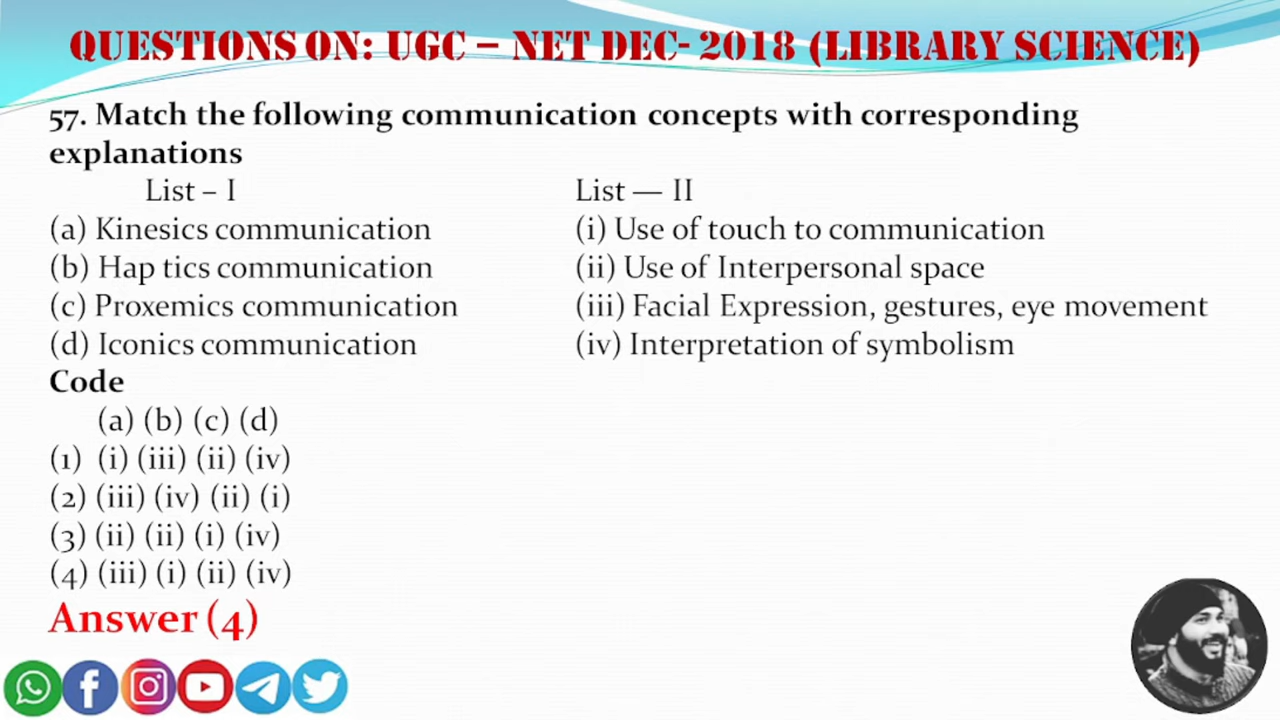 QUESTIONS ON: UGC – NET DEC- 2018 (LIBRARY SCIENCE)
57. Match the following communication concepts with corresponding
explanations
List – I List — II
(a) Kinesics communication (i) Use of touch to communication
(b) Hap tics communication (ii) Use of Interpersonal space
(c) Proxemics communication (iii) Facial Expression, gestures, eye movement
(d) Iconics communication (iv) Interpretation of symbolism
Code
(a) (b) (c) (d)
(1) (i) (iii) (ii) (iv)
(2) (iii) (iv) (ii) (i)
(3) (ii) (ii) (i) (iv)
(4) (iii) (i) (ii) (iv)
Answer (4)